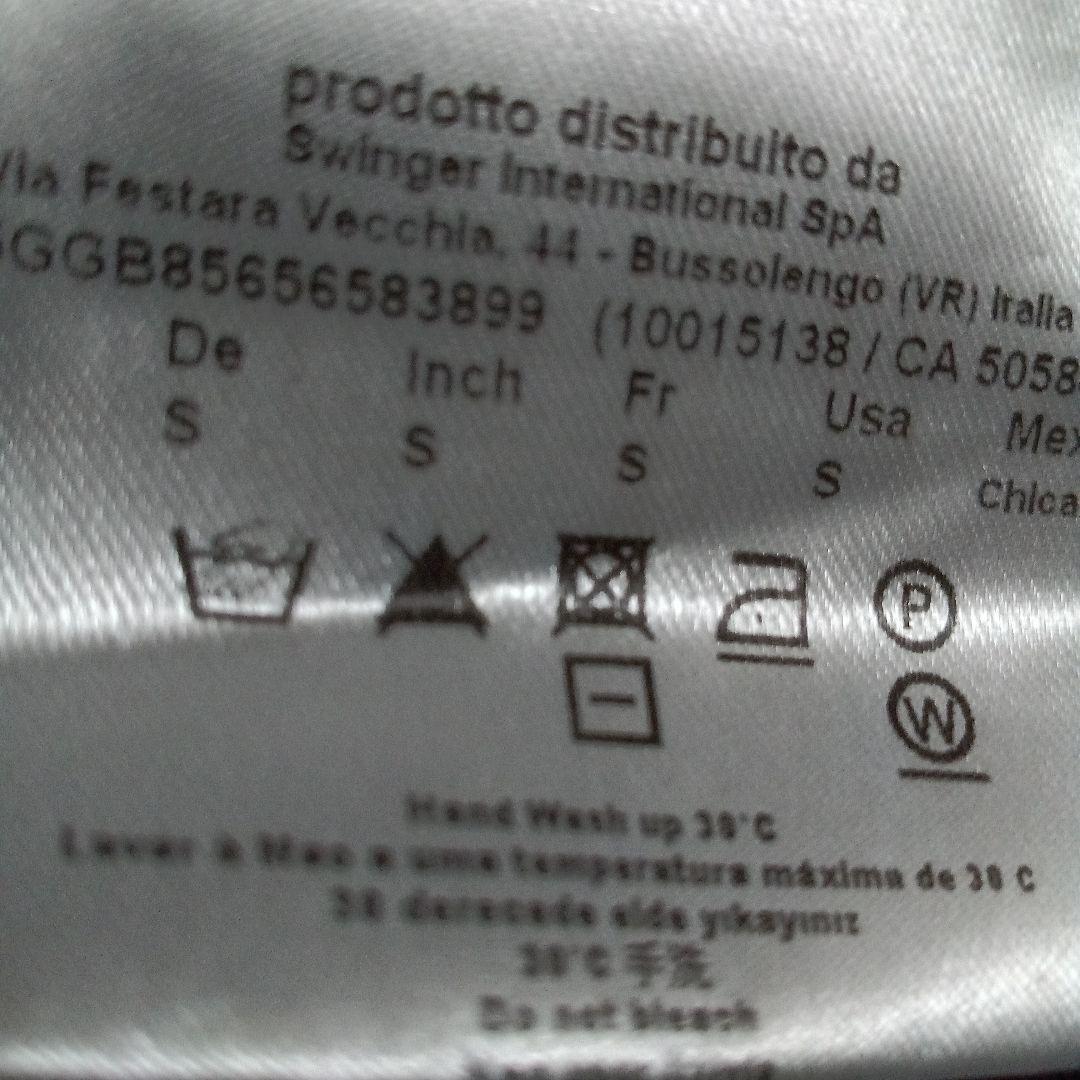 prodotto distribuito da
Swinger International SpA
Via Festara Vecchia, 44 - Bussolengo (VR) Italia
GGB85656583899 (10015138 / CA 5058
De Inch Fr Usa Mex
S S S S Chica
P
W
Hand Wash up 30°C
Lavar à Mao a uma temperatura máxima de 30 C
30 derecede elde yıkayınız
30°C 手洗
Do not bleach